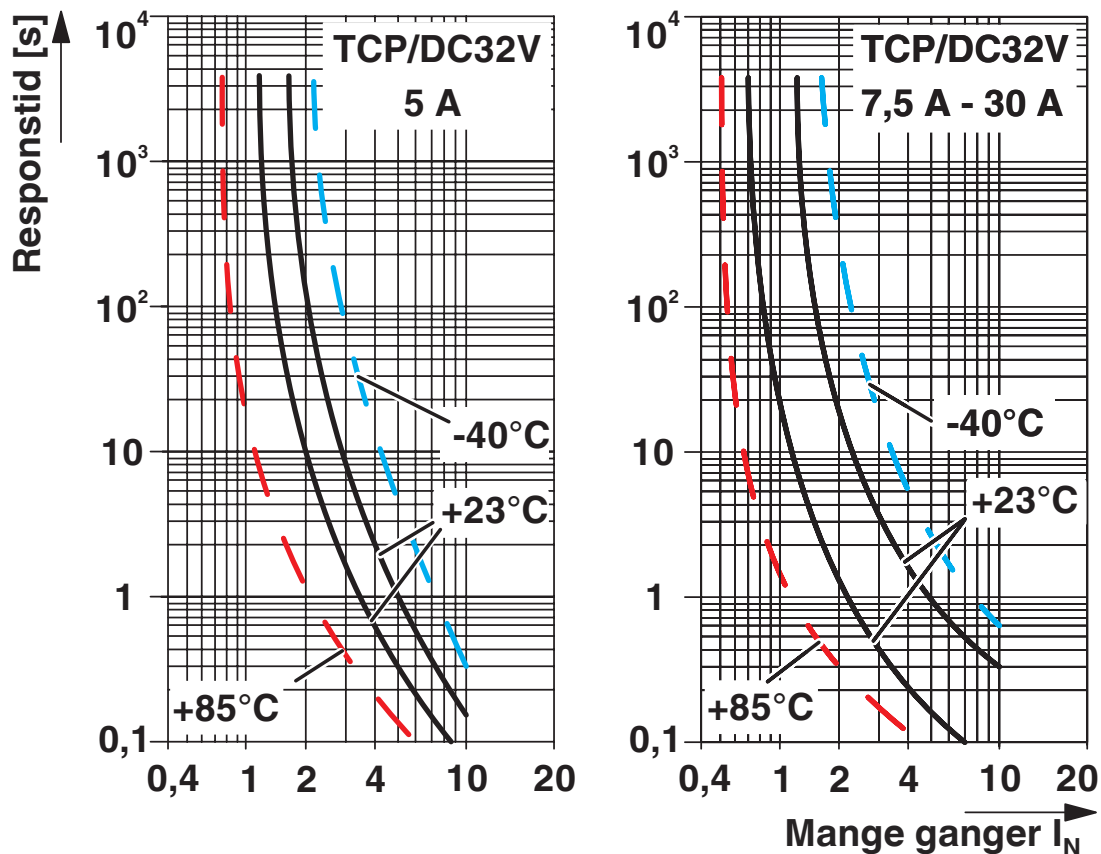 Responstid [s]
TCP/DC32V
5 A
10⁴
10³
10²
10
1
0,1
-40°C
+23°C
+85°C
0,4 1 2 4 10 20
TCP/DC32V
7,5 A - 30 A
10⁴
10³
10²
10
1
0,1
-40°C
+23°C
+85°C
0,4 1 2 4 10 20
Mange ganger I_N